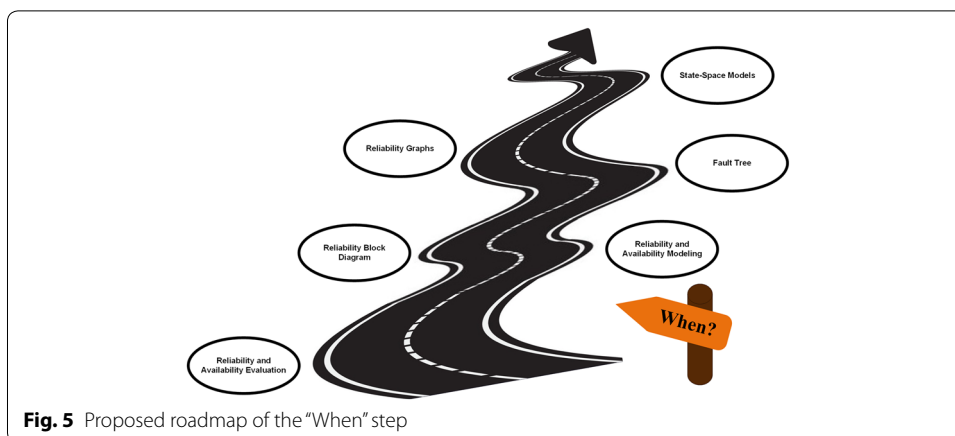 State-Space Models
Reliability Graphs
Fault Tree
Reliability Block
Diagram
Reliability and
Availability Modeling
When?
Reliability and
Availability Evaluation
Fig. 5 Proposed roadmap of the “When” step